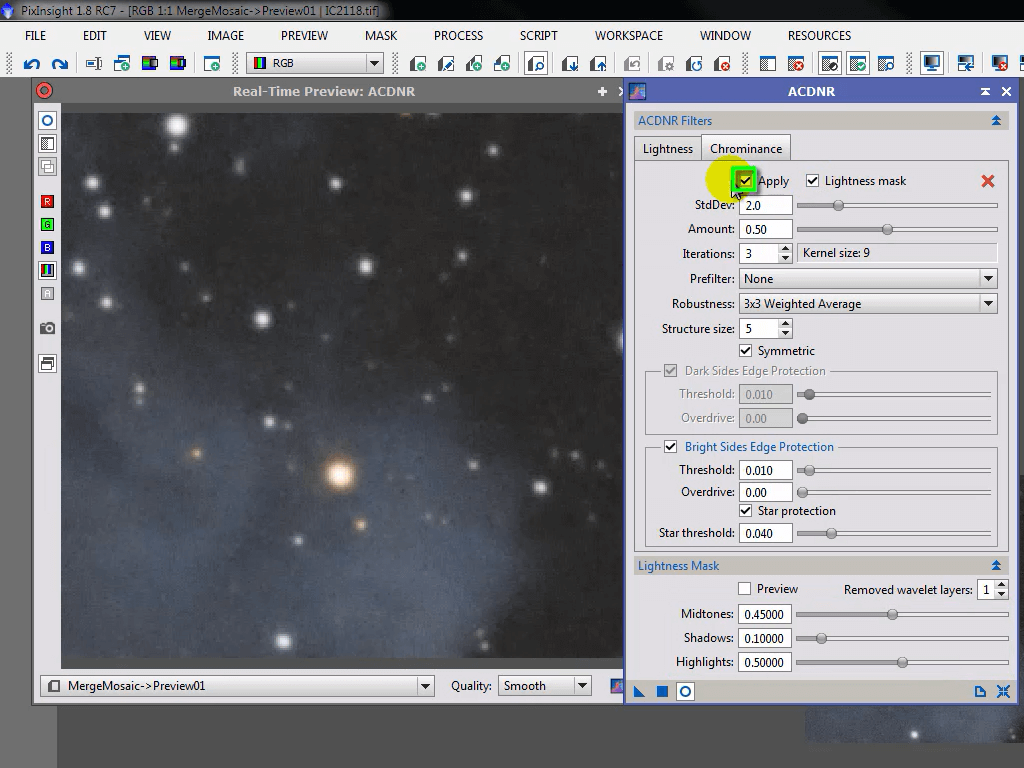 PixInsight 1.8 RC7 - [RGB 1:1 MergeMosaic->Preview01 | IC2118.tif]
FILE EDIT VIEW IMAGE PREVIEW MASK PROCESS SCRIPT WORKSPACE WINDOW RESOURCES
RGB
Real-Time Preview: ACDNR
R
G
B
A
MergeMosaic->Preview01 Quality: Smooth
ACDNR
ACDNR Filters
Lightness Chrominance
Apply Lightness mask
StdDev: 2.0
Amount: 0.50
Iterations: 3 Kernel size: 9
Prefilter: None
Robustness: 3x3 Weighted Average
Structure size: 5
Symmetric
Dark Sides Edge Protection
Threshold: 0.010
Overdrive: 0.00
Bright Sides Edge Protection
Threshold: 0.010
Overdrive: 0.00
Star protection
Star threshold: 0.040
Lightness Mask
Preview Removed wavelet layers: 1
Midtones: 0.45000
Shadows: 0.10000
Highlights: 0.50000